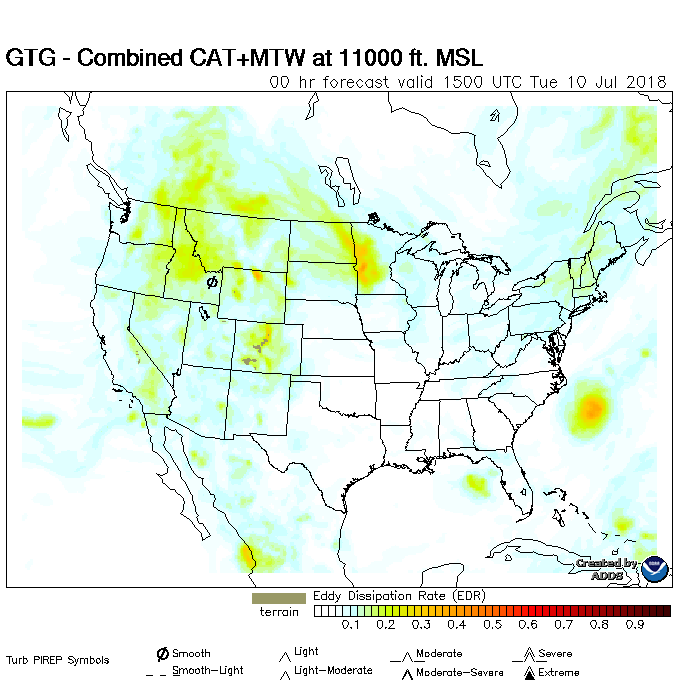 GTG - Combined CAT+MTW at 11000 ft. MSL
00 hr forecast valid 1500 UTC Tue 10 Jul 2018
Created by
ADDS
Eddy Dissipation Rate (EDR)
terrain
0.1 0.2 0.3 0.4 0.5 0.6 0.7 0.8 0.9
Turb PIREP Symbols
Smooth
Light
Moderate
Severe
Smooth-Light
Light-Moderate
Moderate-Severe
Extreme